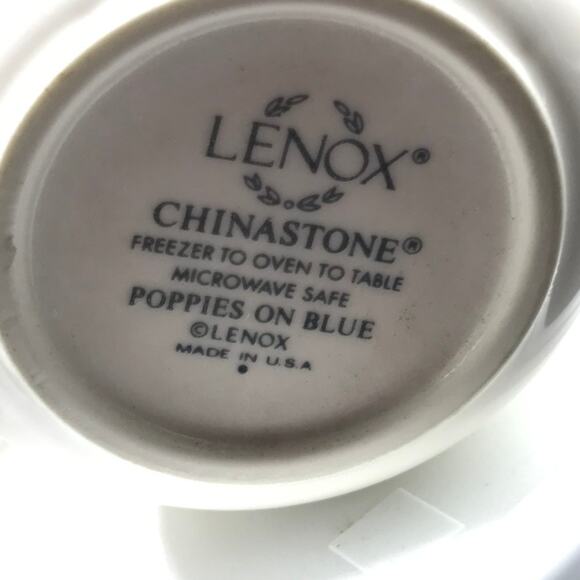 LENOX®
CHINASTONE®
FREEZER TO OVEN TO TABLE
MICROWAVE SAFE
POPPIES ON BLUE
©LENOX
MADE IN U.S.A